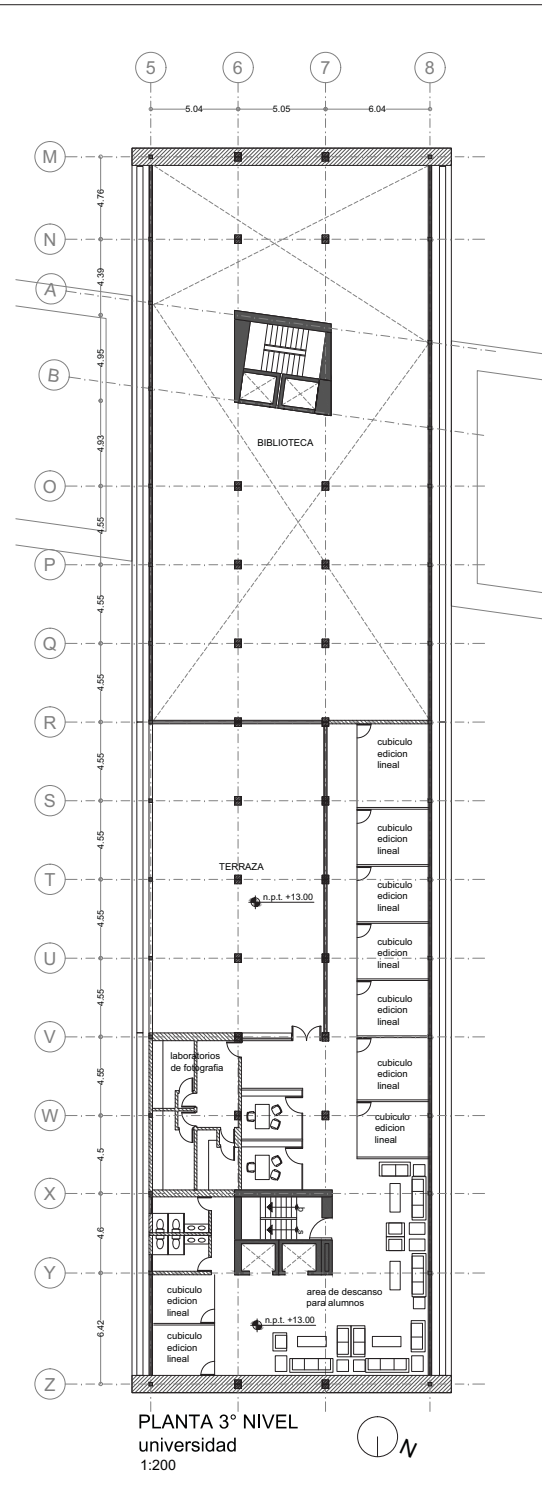 5 6 7 8
5.04 5.05 6.04
M
4.76
N
4.39
A
4.95
B
BIBLIOTECA
4.93
O
4.55
P
4.55
Q
4.55
R
cubiculo
edicion
lineal
4.55
S
cubiculo
edicion
lineal
4.55
TERRAZA
T
cubiculo
edicion
lineal
n.p.t. +13.00
4.55
cubiculo
edicion
lineal
U
cubiculo
edicion
lineal
4.55
V
laboratorios
de fotografia
cubiculo
edicion
lineal
4.55
W
cubiculo
edicion
lineal
4.5
X
b
s
4.6
Y
cubiculo
edicion
lineal
area de descanso
para alumnos
n.p.t. +13.00
6.42
cubiculo
edicion
lineal
Z
PLANTA 3° NIVEL
universidad
1:200
N